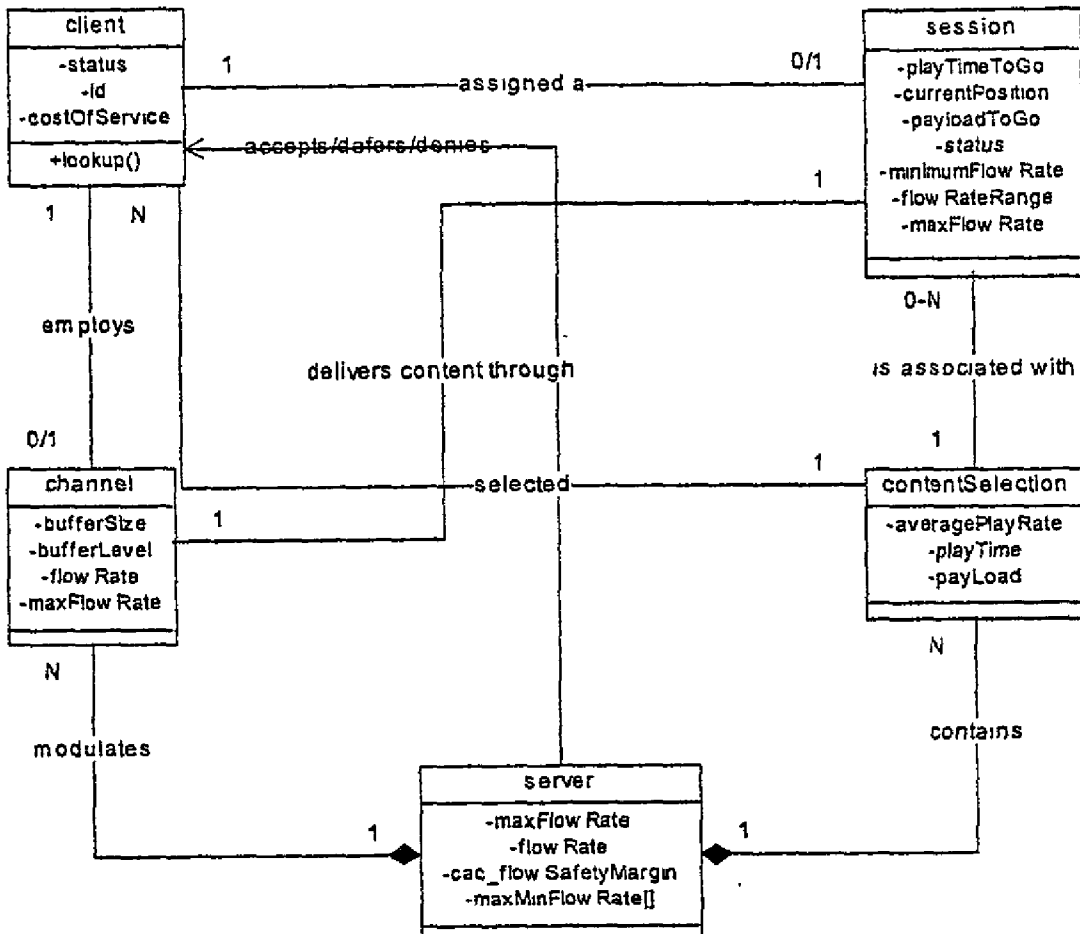 client
-status
-id
-costOfService
+lookup()
1
assigned a
0/1
session
-playTimeToGo
-currentPosition
-payloadToGo
-status
-minimumFlow Rate
-flow RateRange
-maxFlow Rate
accepts/defers/denies
1
N
1
0-N
employs
delivers content through
is associated with
0/1
1
1
channel
-bufferSize
-bufferLevel
-flow Rate
-maxFlow Rate
1
selected
contentSelection
-averagePlayRate
-playTime
-payLoad
N
N
modulates
contains
1
server
-maxFlow Rate
-flow Rate
-cac_flow SafetyMargin
-maxMinFlow Rate[]
1